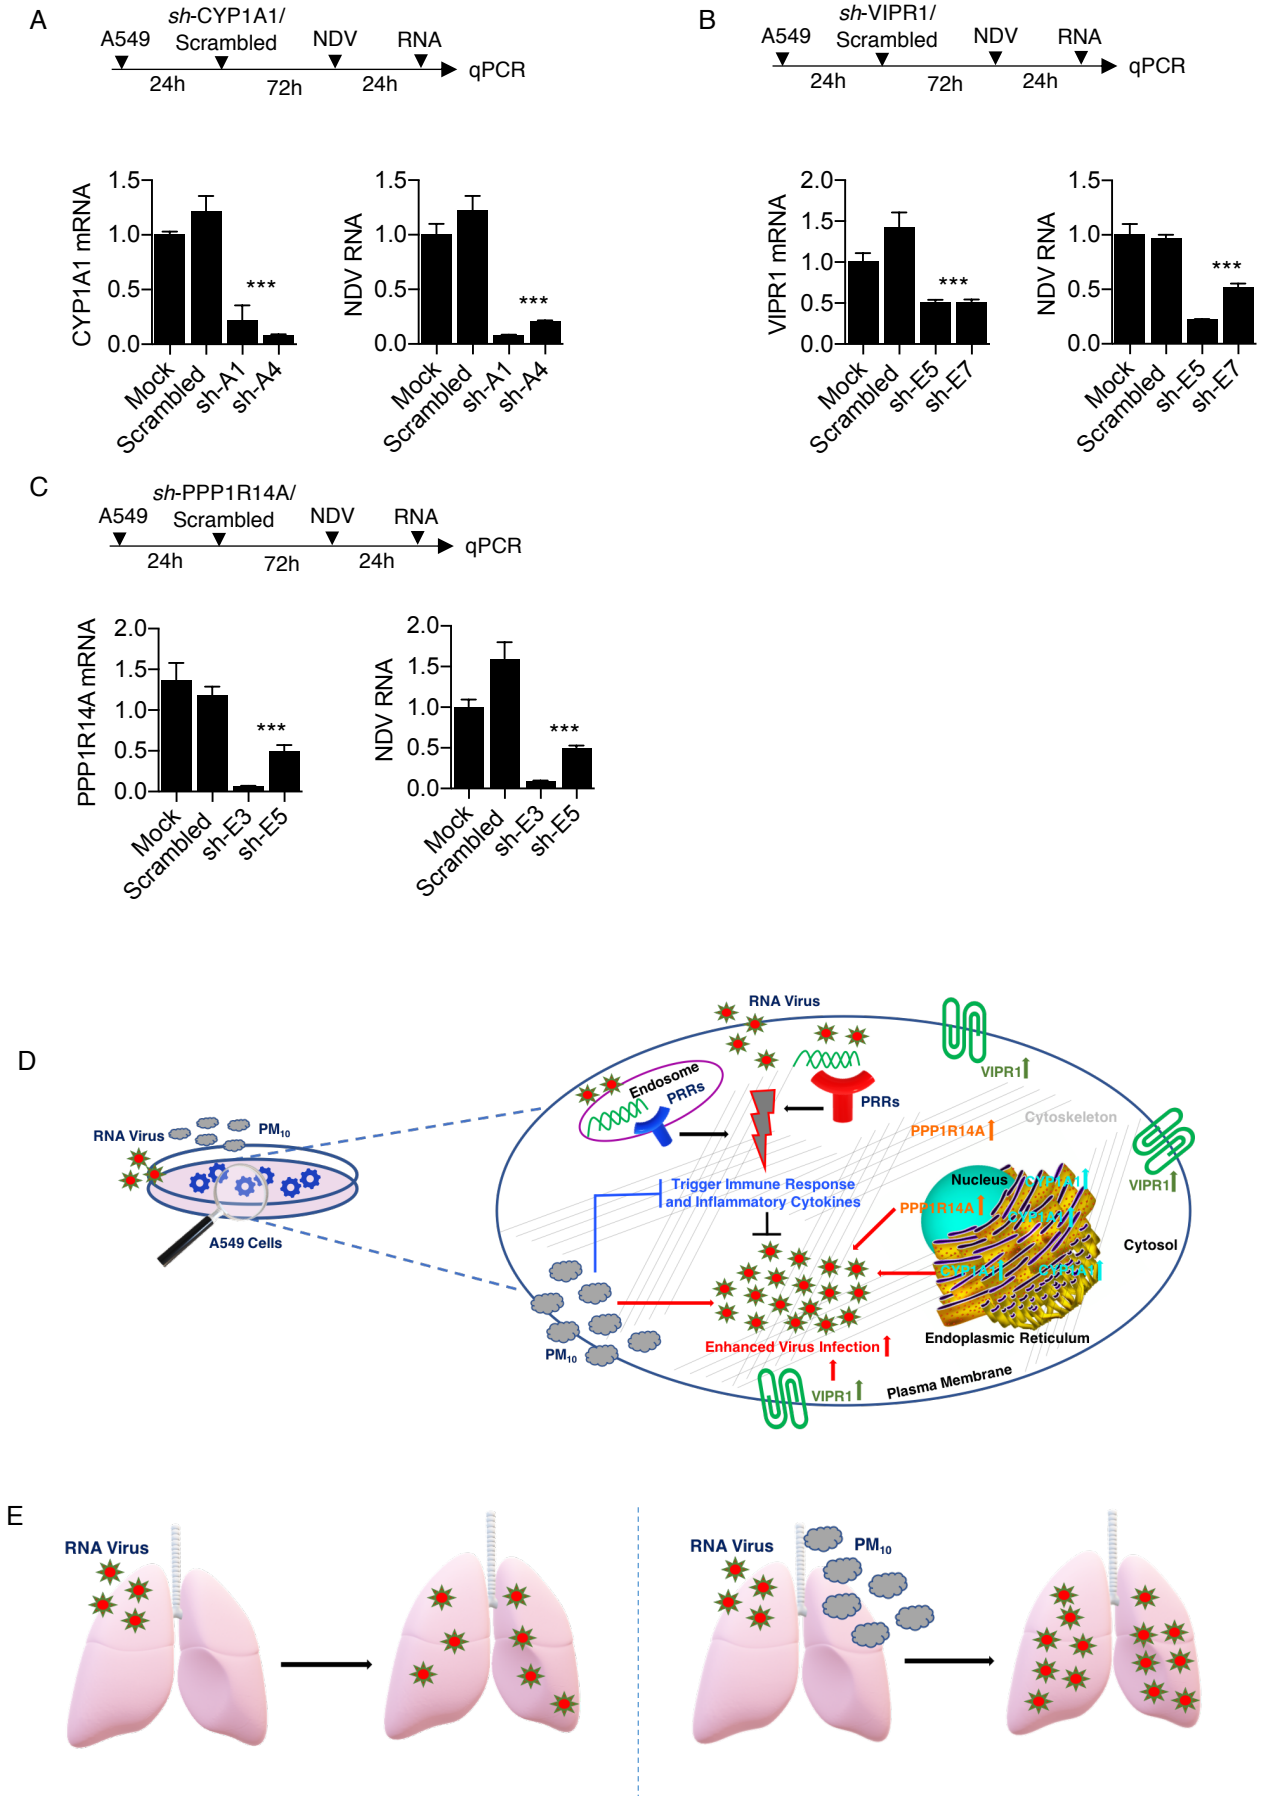 A
sh-CYP1A1/
A549 Scrambled NDV RNA
qPCR
24h 72h 24h
B
sh-VIPR1/
A549 Scrambled NDV RNA
qPCR
24h 72h 24h
CYP1A1 mRNA
1.5
1.0
0.5
0.0
***
Mock
Scrambled
sh-A1
sh-A4
NDV RNA
1.5
1.0
0.5
0.0
***
Mock
Scrambled
sh-A1
sh-A4
VIPR1 mRNA
2.0
1.5
1.0
0.5
0.0
***
Mock
Scrambled
sh-E5
sh-E7
NDV RNA
1.5
1.0
0.5
0.0
***
Mock
Scrambled
sh-E5
sh-E7
C
sh-PPP1R14A/
A549 Scrambled NDV RNA
qPCR
24h 72h 24h
PPP1R14A mRNA
2.0
1.5
1.0
0.5
0.0
***
Mock
Scrambled
sh-E3
sh-E5
NDV RNA
2.0
1.5
1.0
0.5
0.0
***
Mock
Scrambled
sh-E3
sh-E5
D
RNA Virus
PM10
A549 Cells
RNA Virus
Endosome
PRRs
PRRs
VIPR1
Cytoskeleton
PPP1R14A
VIPR1
Trigger Immune Response
and Inflammatory Cytokines
Nucleus
CYP1A1
PPP1R14A
CYP1A1
Cytosol
CYP1A1
CYP1A1
PM10
Enhanced Virus Infection
Endoplasmic Reticulum
VIPR1
Plasma Membrane
E
RNA Virus
RNA Virus
PM10